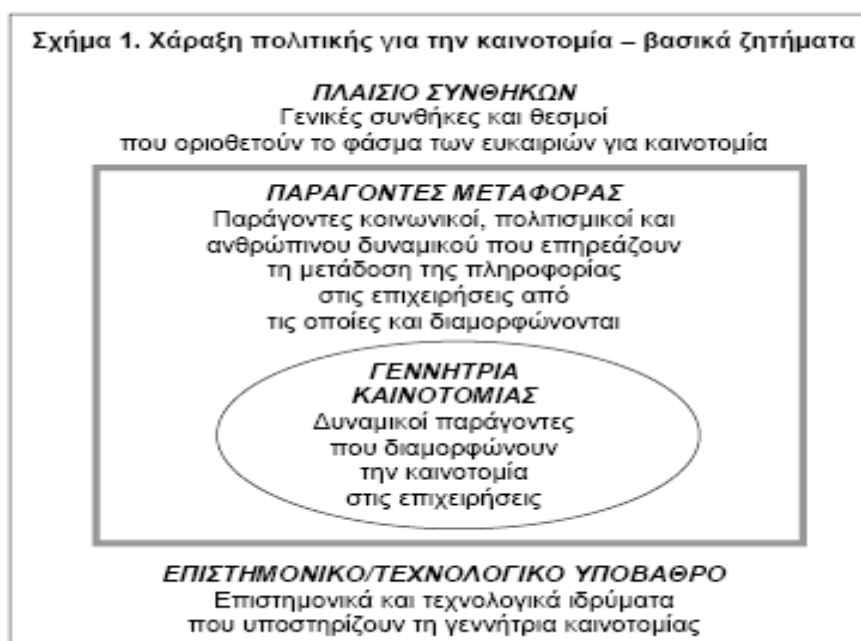 Σχήμα 1. Χάραξη πολιτικής για την καινοτομία – βασικά ζητήματα
ΠΛΑΙΣΙΟ ΣΥΝΘΗΚΩΝ
Γενικές συνθήκες και θεσμοί
που οριοθετούν το φάσμα των ευκαιριών για καινοτομία
ΠΑΡΑΓΟΝΤΕΣ ΜΕΤΑΦΟΡΑΣ
Παράγοντες κοινωνικοί, πολιτισμικοί και
ανθρώπινου δυναμικού που επηρεάζουν
τη μετάδοση της πληροφορίας
στις επιχειρήσεις από
τις οποίες και διαμορφώνονται
ΓΕΝΝΗΤΡΙΑ
ΚΑΙΝΟΤΟΜΙΑΣ
Δυναμικοί παράγοντες
που διαμορφώνουν
την καινοτομία
στις επιχειρήσεις
ΕΠΙΣΤΗΜΟΝΙΚΟ/ΤΕΧΝΟΛΟΓΙΚΟ ΥΠΟΒΑΘΡΟ
Επιστημονικά και τεχνολογικά ιδρύματα
που υποστηρίζουν τη γεννήτρια καινοτομίας